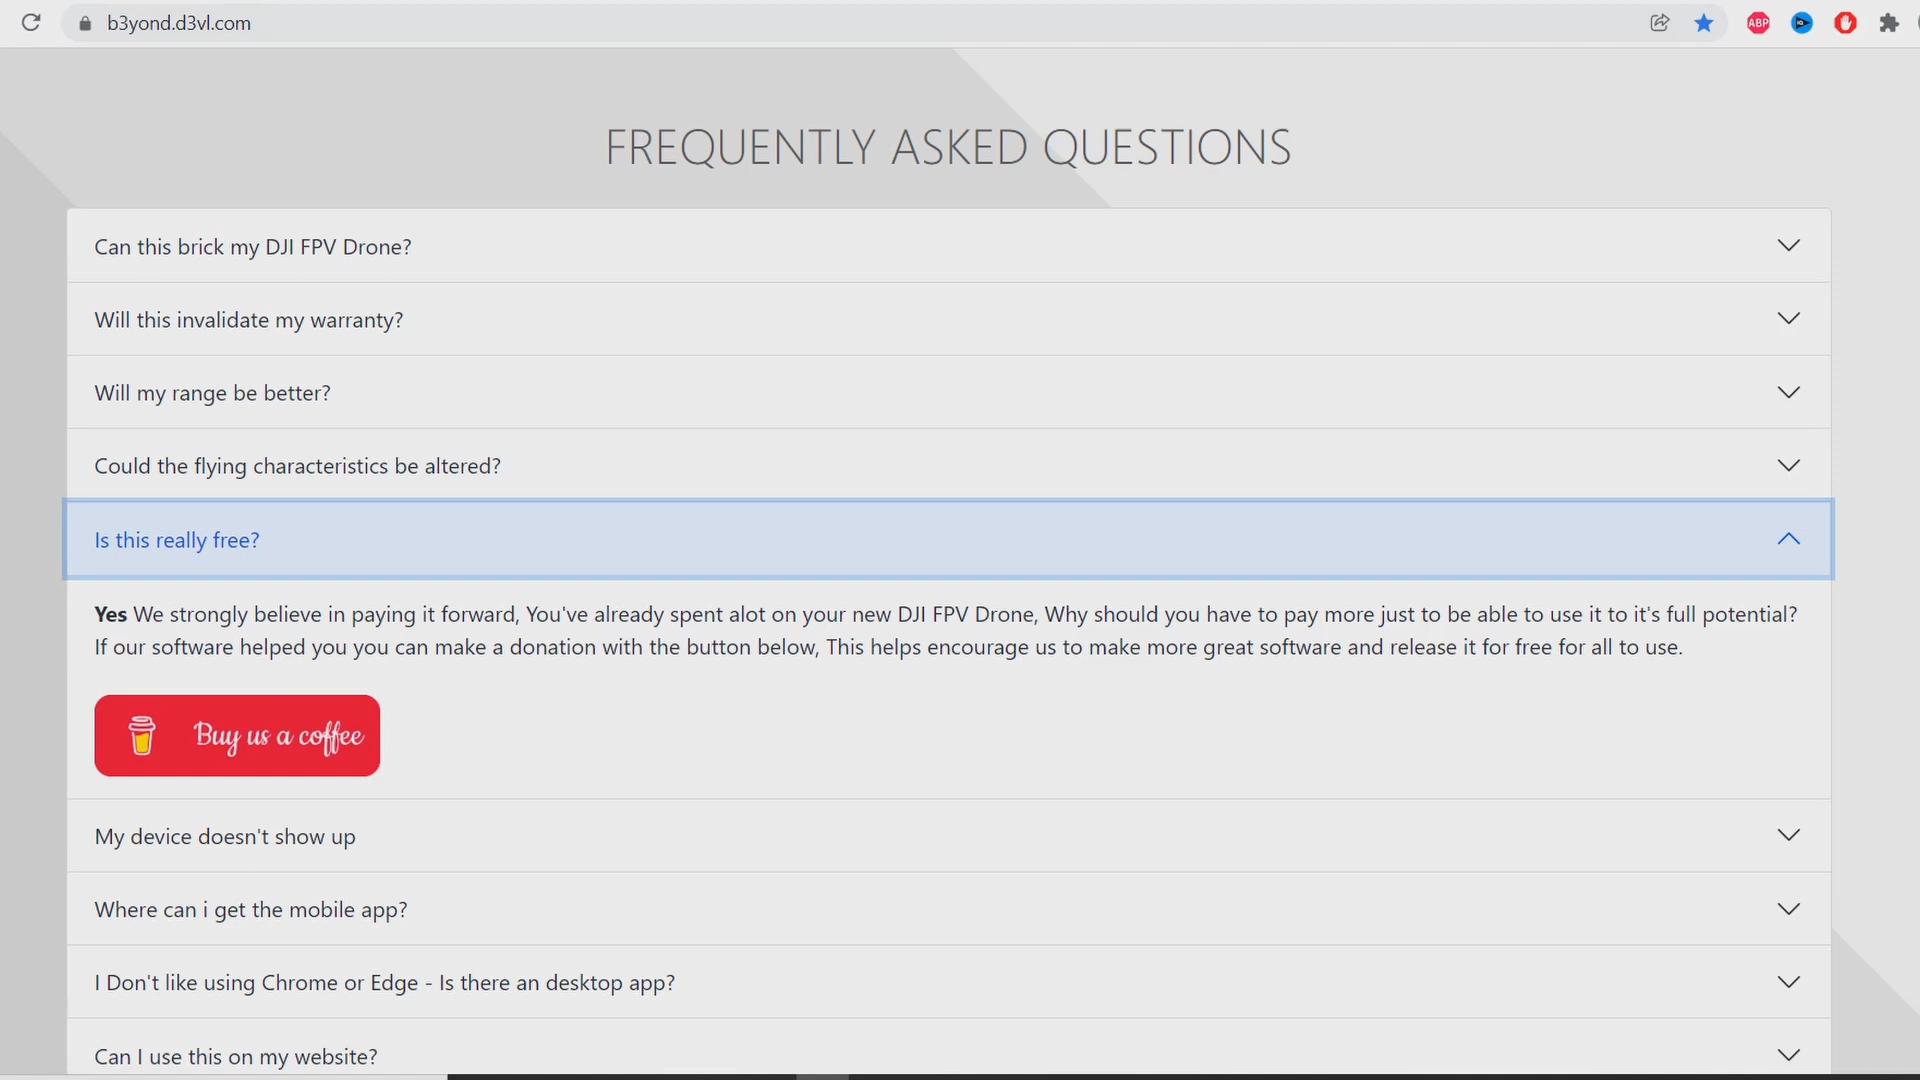 b3yond.d3vl.com
ABP
FREQUENTLY ASKED QUESTIONS
Can this brick my DJI FPV Drone?
Will this invalidate my warranty?
Will my range be better?
Could the flying characteristics be altered?
Is this really free?
Yes We strongly believe in paying it forward, You've already spent alot on your new DJI FPV Drone, Why should you have to pay more just to be able to use it to it's full potential?
If our software helped you you can make a donation with the button below, This helps encourage us to make more great software and release it for free for all to use.
Buy us a coffee
My device doesn't show up
Where can i get the mobile app?
I Don't like using Chrome or Edge - Is there an desktop app?
Can I use this on my website?